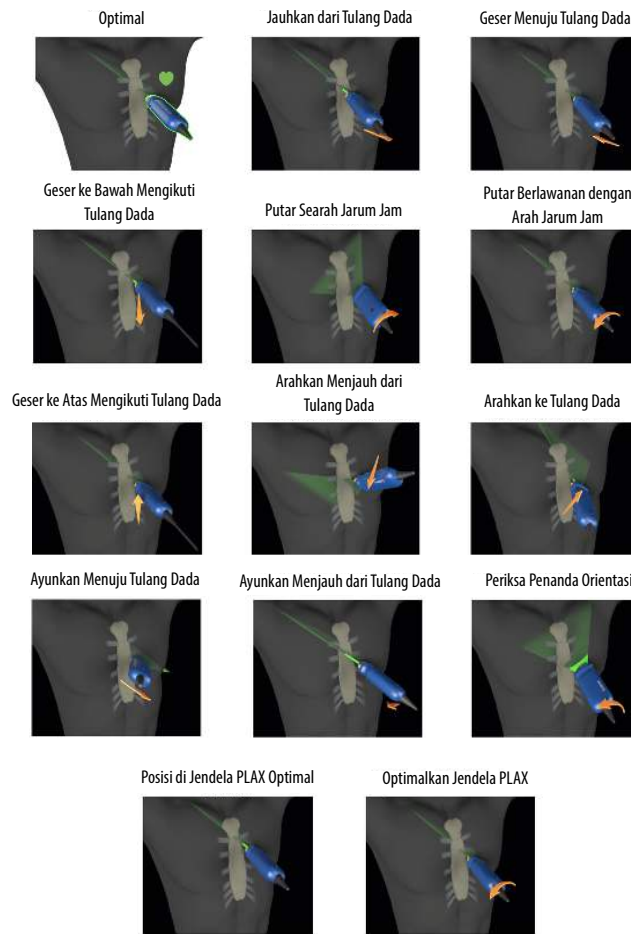 Optimal
Jauhkan dari Tulang Dada
Geser Menuju Tulang Dada
Geser ke Bawah Mengikuti
Tulang Dada
Putar Searah Jarum Jam
Putar Berlawanan dengan
Arah Jarum Jam
Geser ke Atas Mengikuti Tulang Dada
Arahkan Menjauh dari
Tulang Dada
Arahkan ke Tulang Dada
Ayunkan Menuju Tulang Dada
Ayunkan Menjauh dari Tulang Dada
Periksa Penanda Orientasi
Posisi di Jendela PLAX Optimal
Optimalkan Jendela PLAX